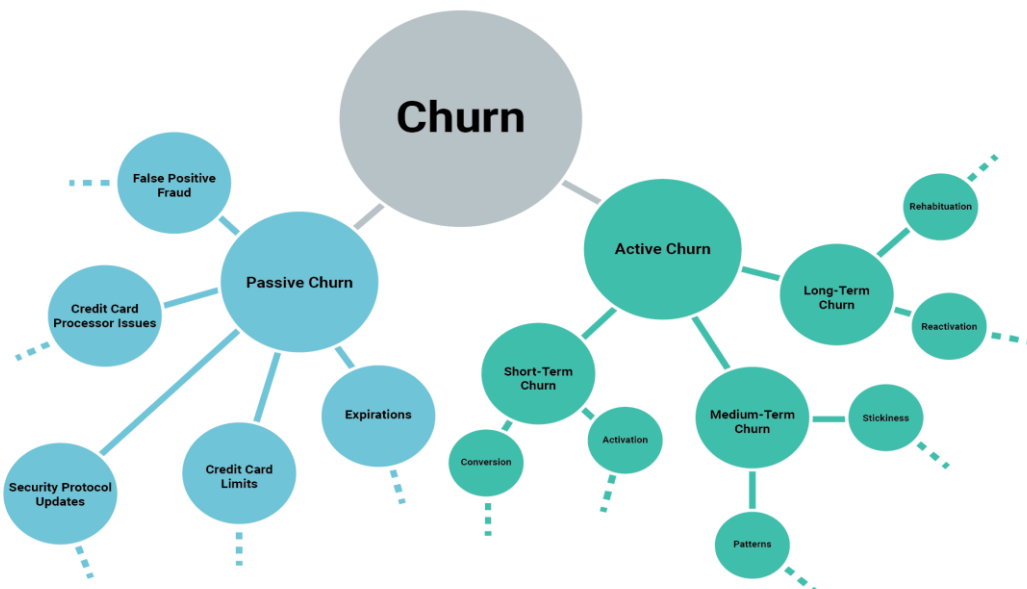 Churn
False Positive
Fraud
Passive Churn
Credit Card
Processor Issues
Security Protocol
Updates
Credit Card
Limits
Expirations
Active Churn
Short-Term
Churn
Conversion
Activation
Medium-Term
Churn
Stickiness
Patterns
Long-Term
Churn
Rehabituation
Reactivation